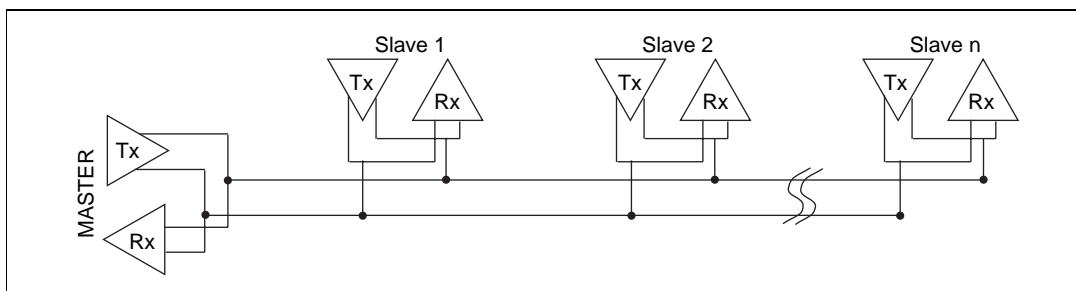 Slave 1
Slave 2
Slave n
Tx
Rx
Tx
Rx
Tx
Rx
MASTER
Tx
Rx